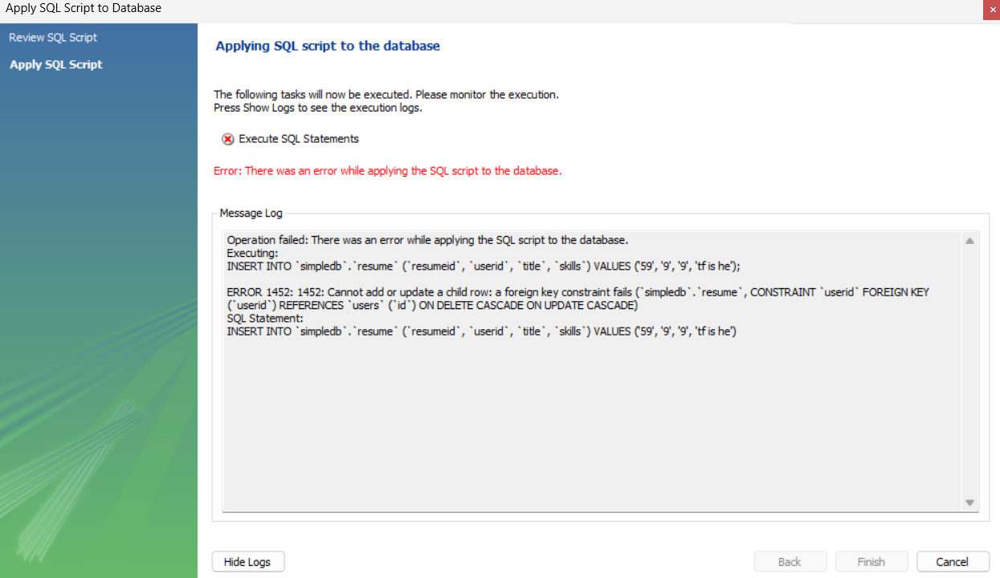 Apply SQL Script to Database
Review SQL Script
Apply SQL Script
Applying SQL script to the database
The following tasks will now be executed. Please monitor the execution.
Press Show Logs to see the execution logs.
Execute SQL Statements
Error: There was an error while applying the SQL script to the database.
Message Log
Operation failed: There was an error while applying the SQL script to the database.
Executing:
INSERT INTO `simpledb`.`resume` (`resumeid`, `userid`, `title`, `skills`) VALUES ('59', '9', '9', 'tf is he');
ERROR 1452: 1452: Cannot add or update a child row: a foreign key constraint fails (`simpledb`.`resume`, CONSTRAINT `userid` FOREIGN KEY
(`userid`) REFERENCES `users` (`id`) ON DELETE CASCADE ON UPDATE CASCADE)
SQL Statement:
INSERT INTO `simpledb`.`resume` (`resumeid`, `userid`, `title`, `skills`) VALUES ('59', '9', '9', 'tf is he')
Hide Logs
Back
Finish
Cancel